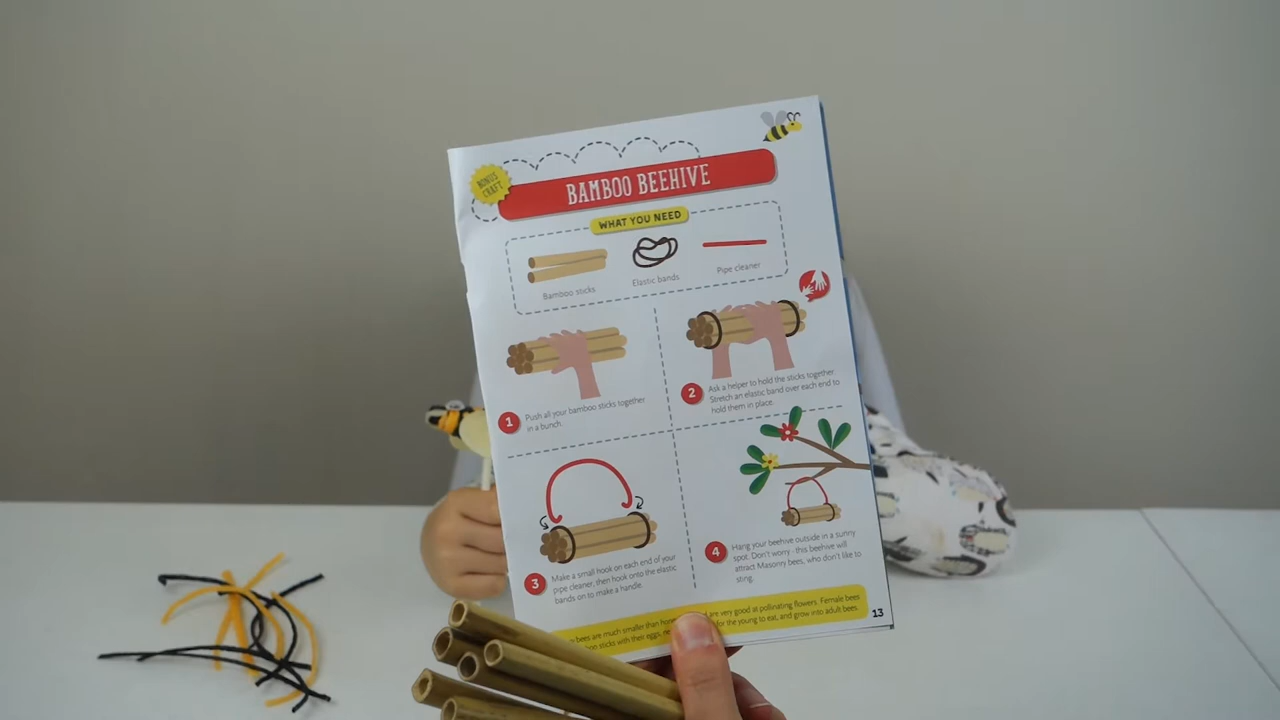 BONUS
CRAFT
BAMBOO BEEHIVE
WHAT YOU NEED
Bamboo sticks
Elastic bands
Pipe cleaner
1
Push all your bamboo sticks together
in a bunch.
2
Ask a helper to hold the sticks together.
Stretch an elastic band over each end to
hold them in place.
3
Make a small hook on each end of your
pipe cleaner, then hook onto the elastic
bands on to make a handle.
4
Hang your beehive outside in a sunny
spot. Don't worry - this beehive will
attract Masonry bees, who don't like to
sting.
bees are much smaller than are very good at pollinating flowers. Female bees
sticks with their eggs, for the young to eat, and grow into adult bees.
13